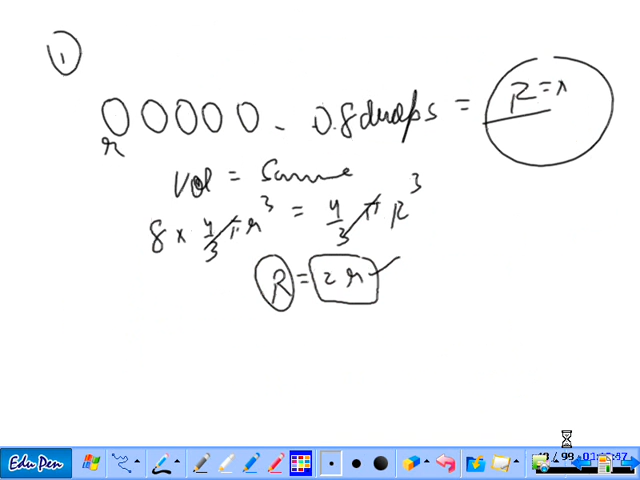 1
O O O O O - 0.8 drops = R = x
r
Vol = Same
8 × 4/3 π r³ = 4/3 π R³
R = 2r
Edu Pen